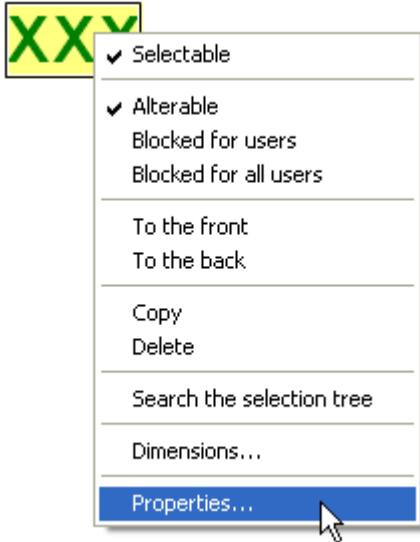 XXX
Selectable
Alterable
Blocked for users
Blocked for all users
To the front
To the back
Copy
Delete
Search the selection tree
Dimensions...
Properties...